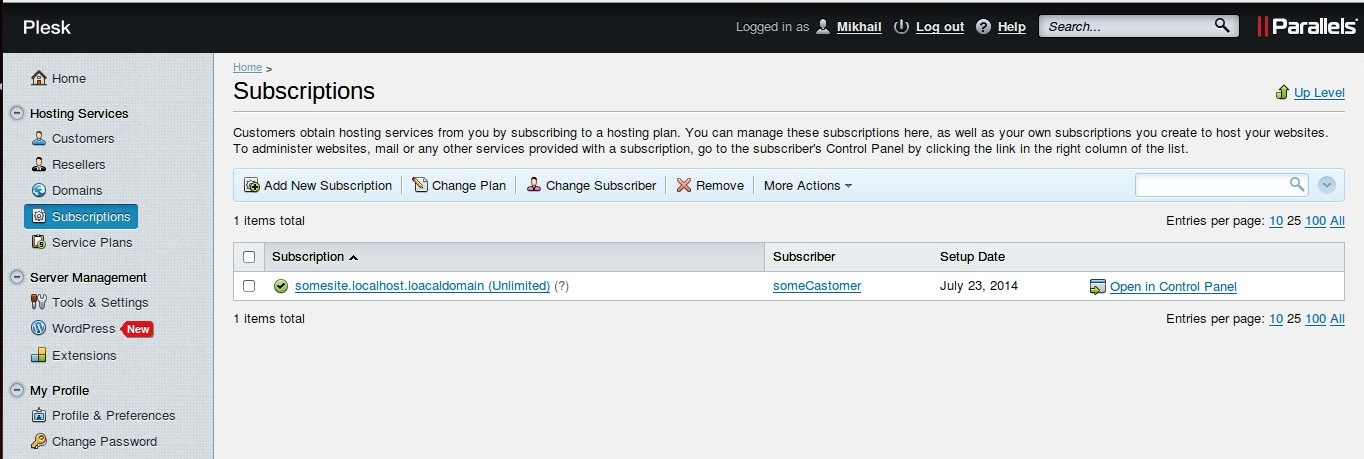 Plesk
Logged in as Mikhail Log out Help Search... Parallels
Home
Hosting Services
Customers
Resellers
Domains
Subscriptions
Service Plans
Server Management
Tools & Settings
WordPress New
Extensions
My Profile
Profile & Preferences
Change Password
Home >
Subscriptions
Up Level
Customers obtain hosting services from you by subscribing to a hosting plan. You can manage these subscriptions here, as well as your own subscriptions you create to host your websites.
To administer websites, mail or any other services provided with a subscription, go to the subscriber's Control Panel by clicking the link in the right column of the list.
Add New Subscription Change Plan Change Subscriber Remove More Actions
1 items total Entries per page: 10 25 100 All
Subscription Subscriber Setup Date
somesite.localhost.loacaldomain (Unlimited) (?) someCastomer July 23, 2014 Open in Control Panel
1 items total Entries per page: 10 25 100 All